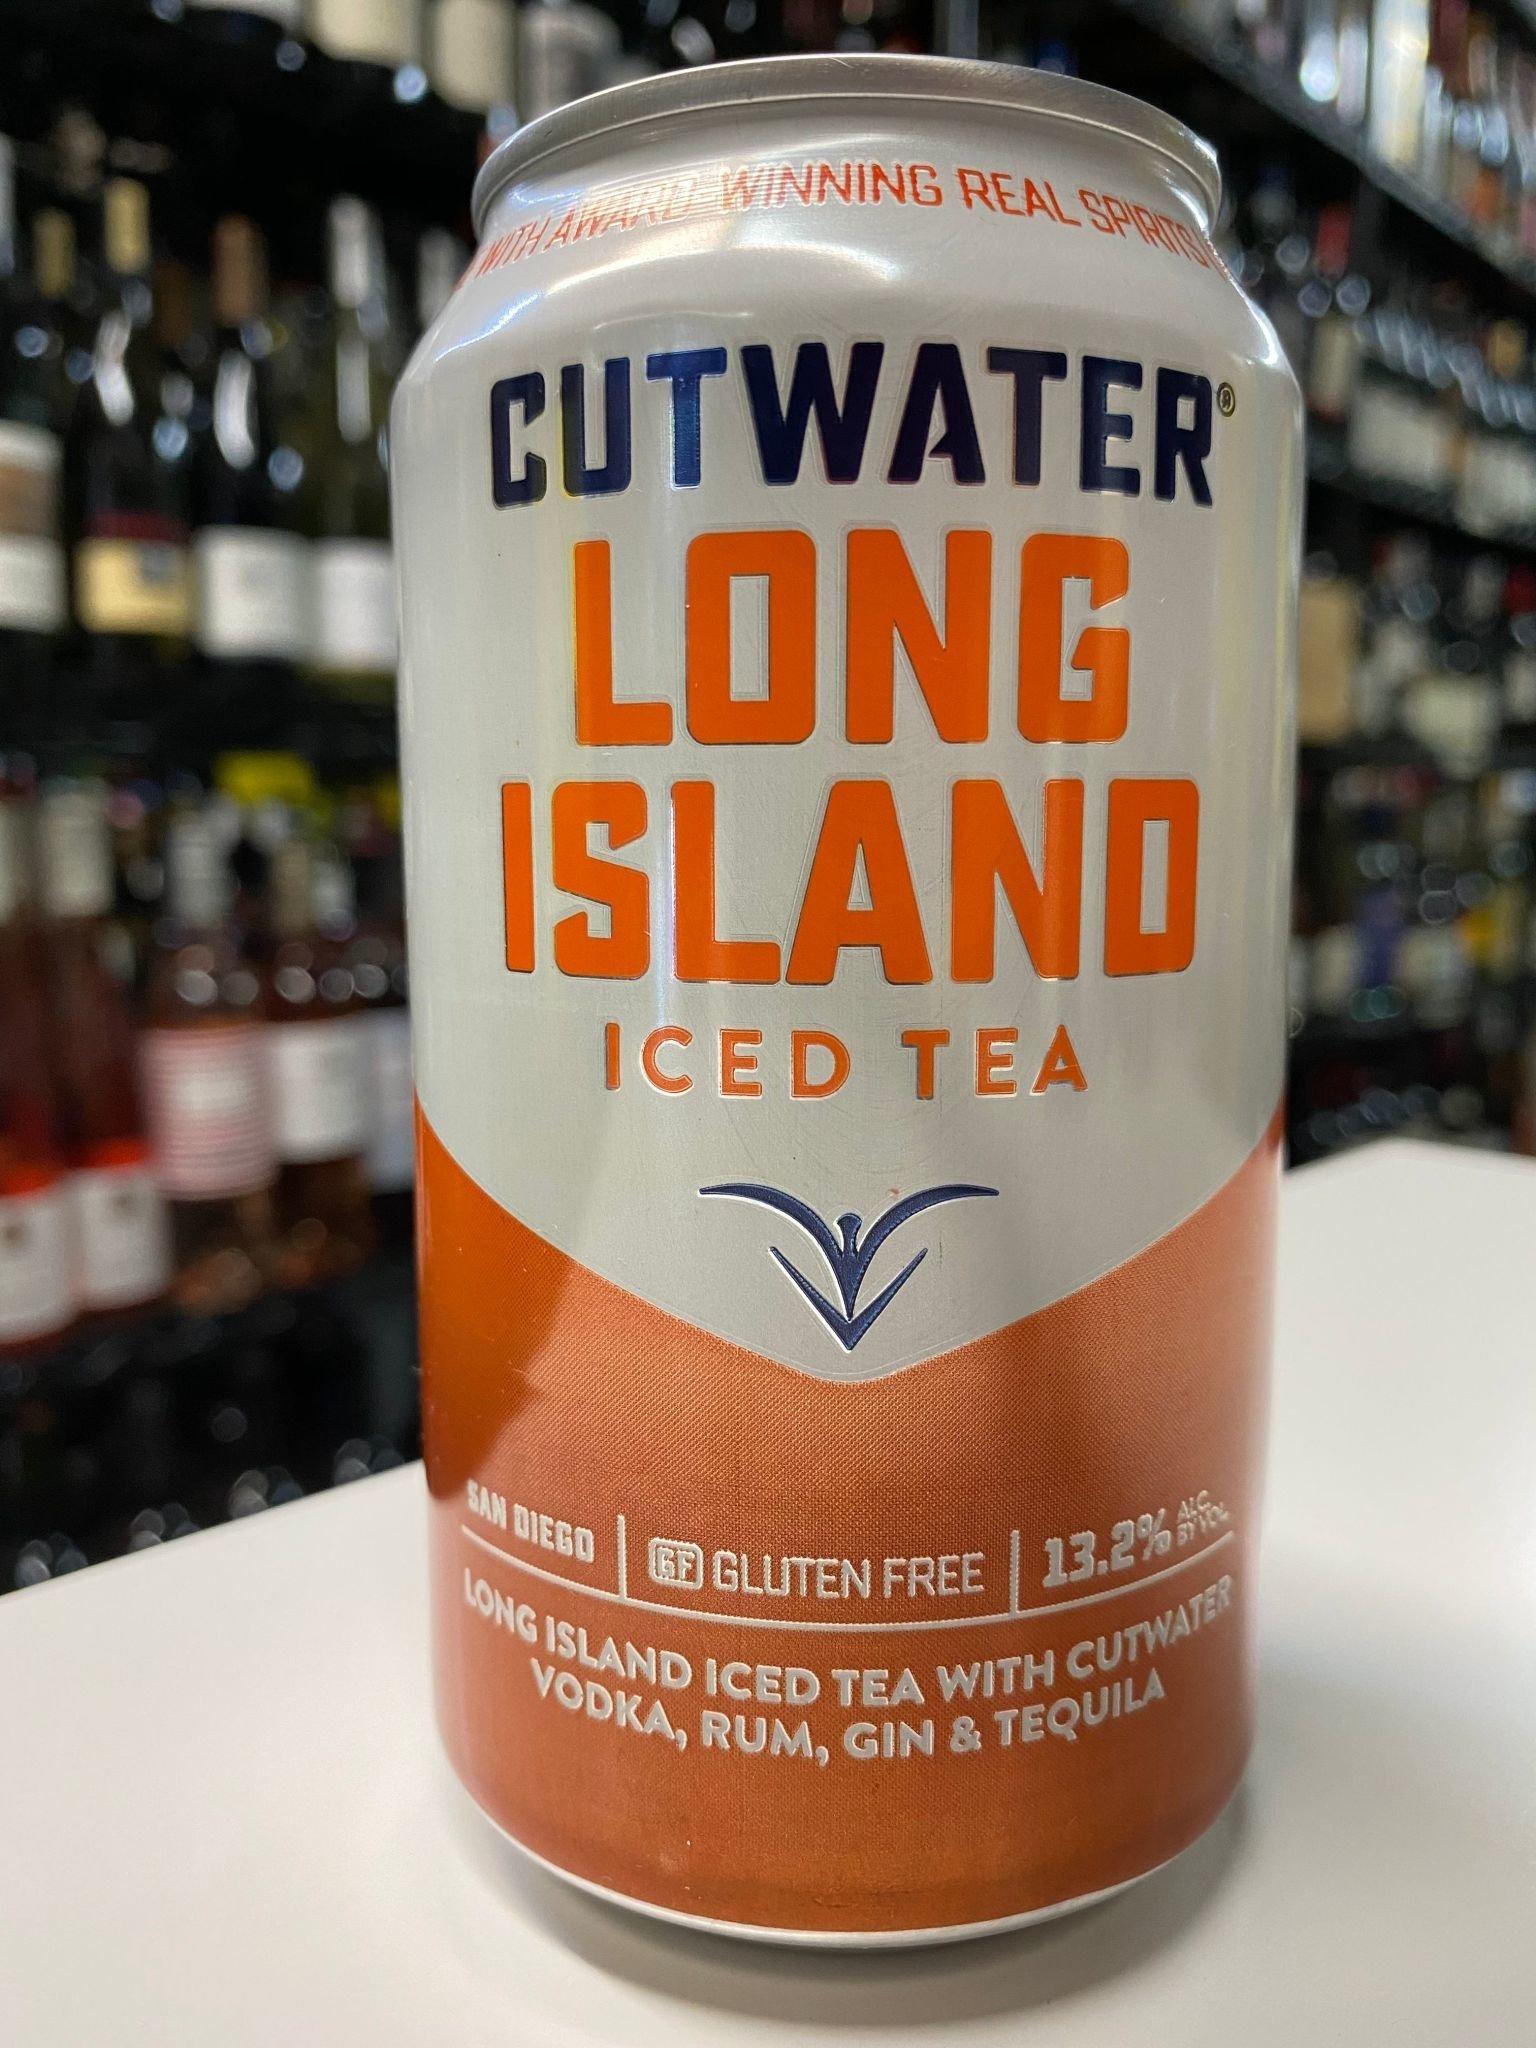 WITH AWARD-WINNING REAL SPIRITS
CUTWATER®
LONG
ISLAND
ICED TEA
SAN DIEGO
GF GLUTEN FREE
13.2% ALC.
BY VOL.
LONG ISLAND ICED TEA WITH CUTWATER
VODKA, RUM, GIN & TEQUILA